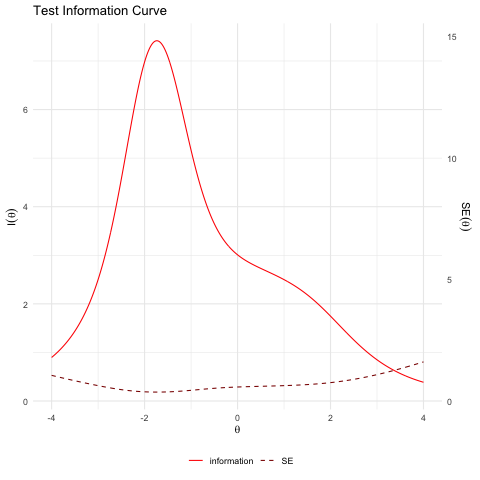 Test Information Curve
I(θ)
6
4
2
0
15
10
5
0
SE(θ)
-4
-2
0
2
4
θ
information
SE